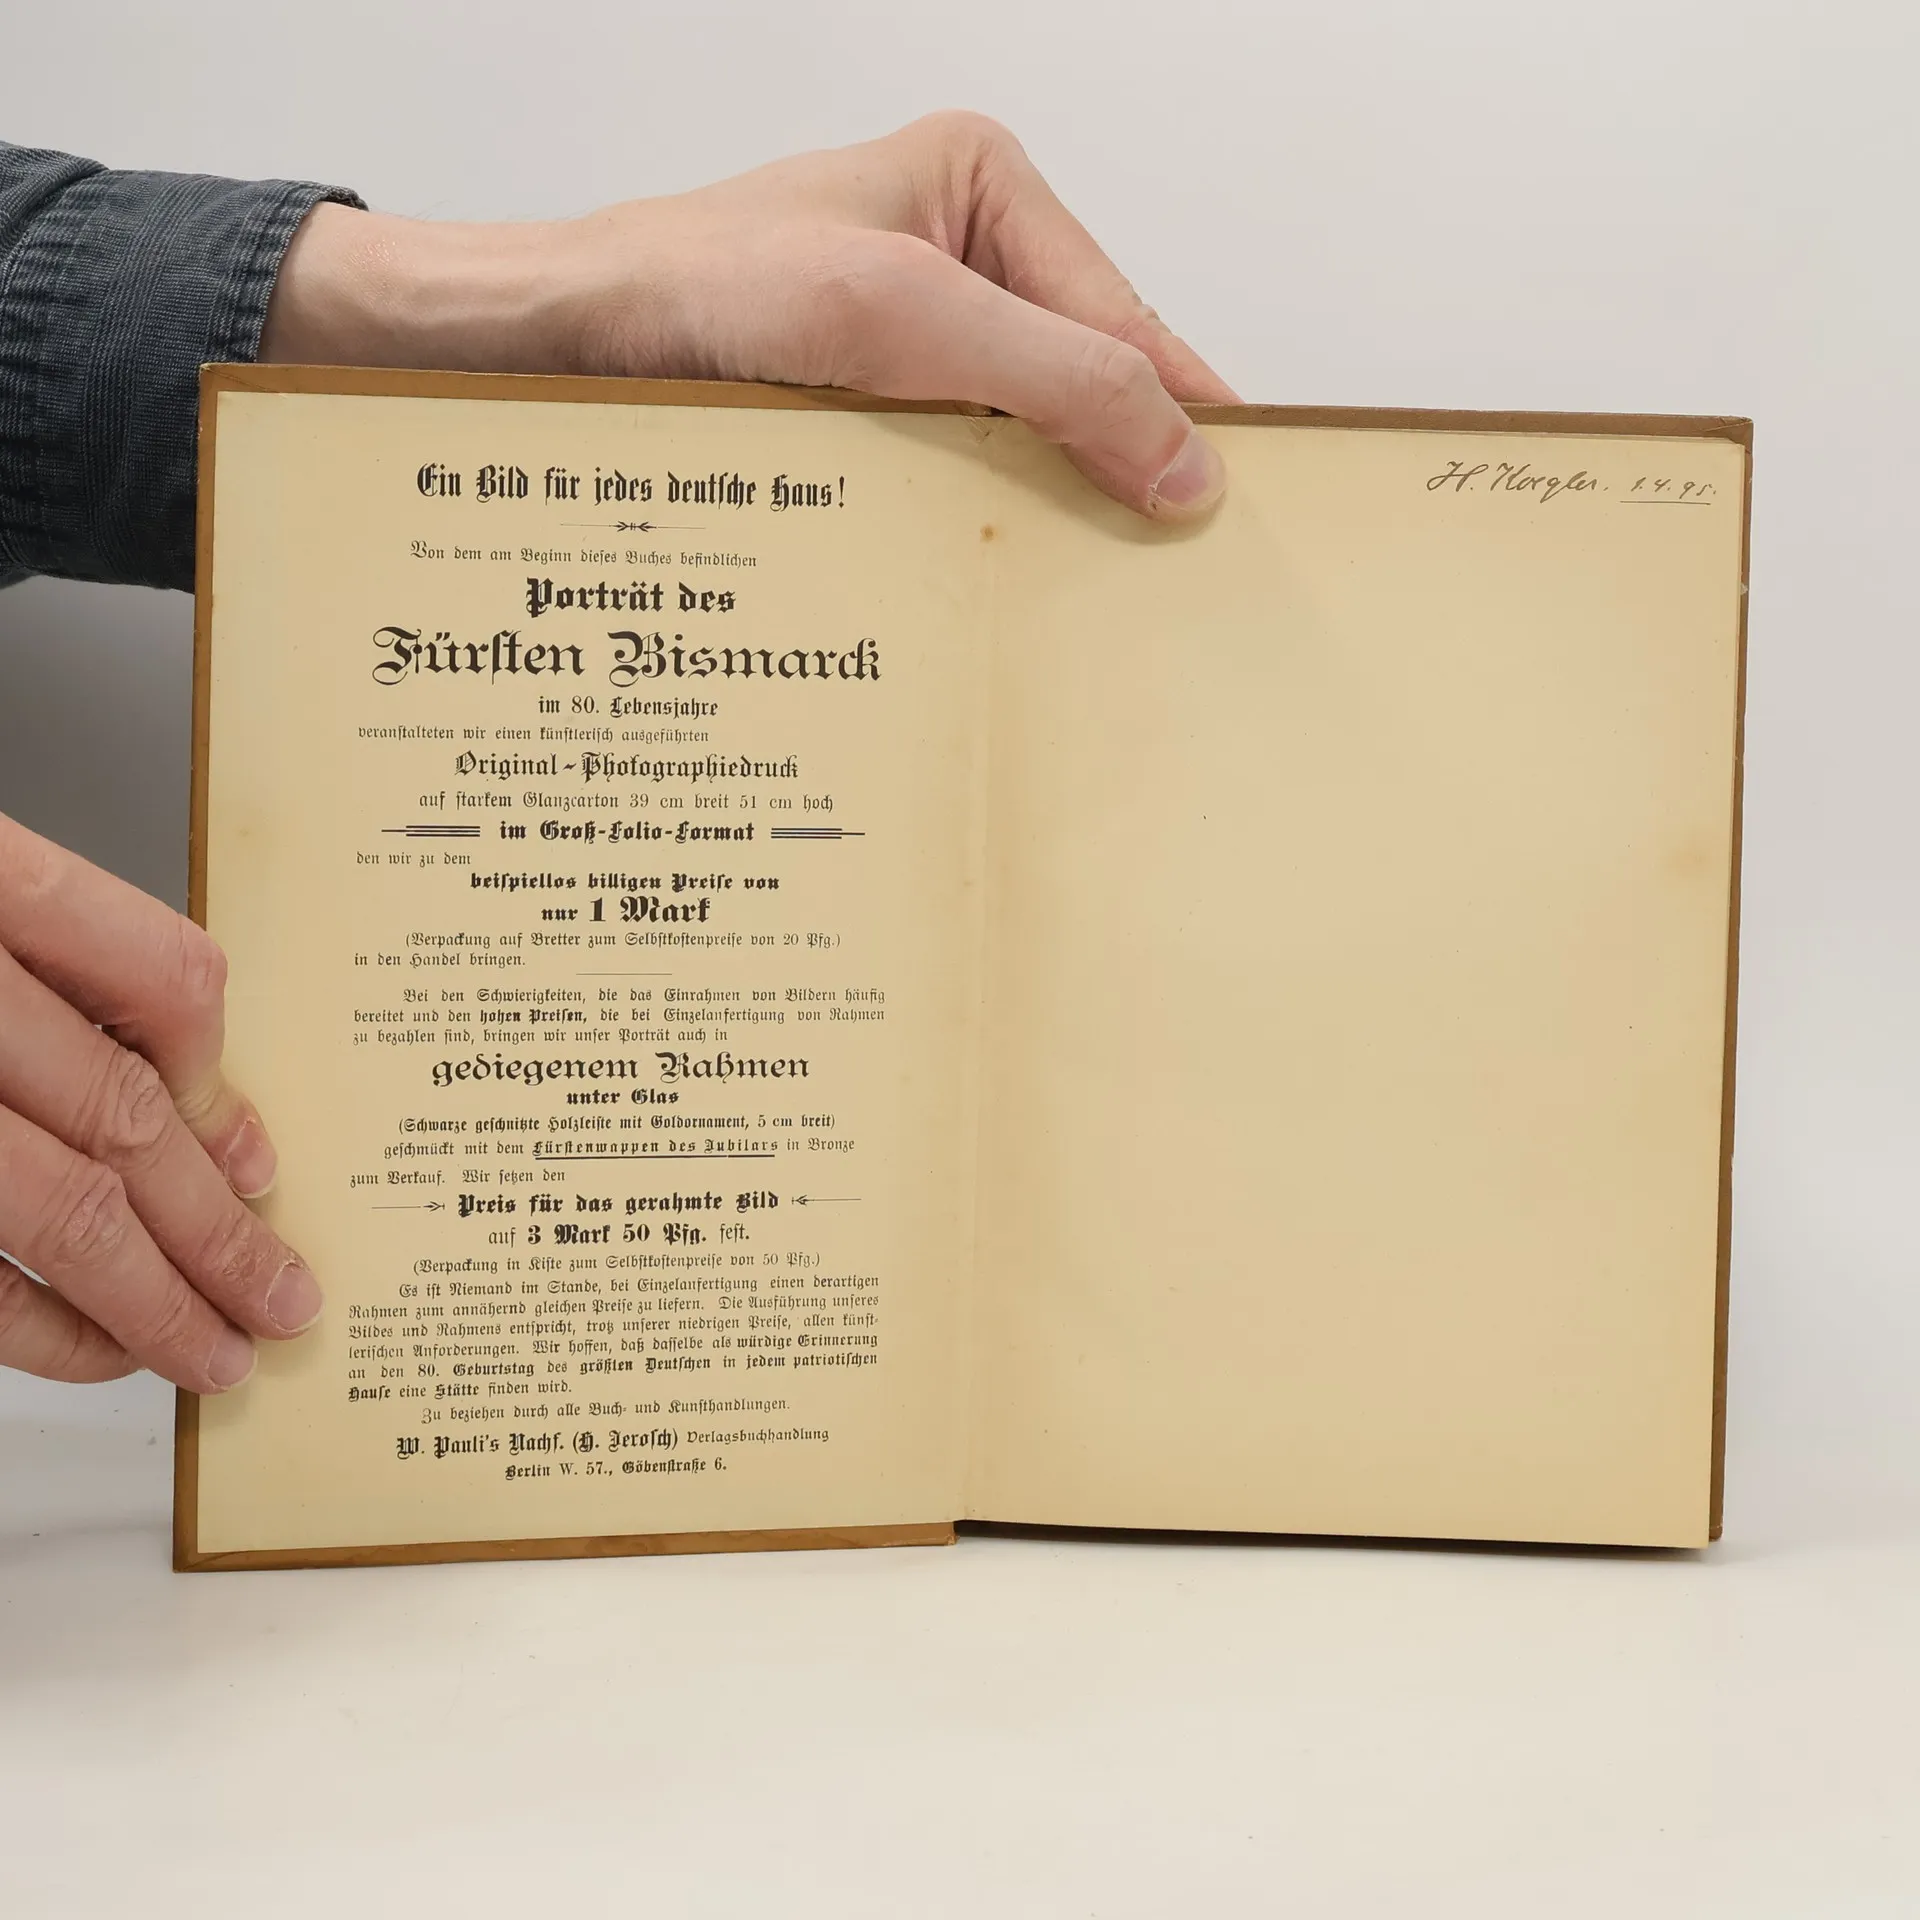 Ein Bild für jedes deutsche Haus!
Von dem am Beginn dieses Buches befindlichen
Porträt des
Fürsten Bismarck
im 80. Lebensjahre
veranstalteten wir einen künstlerisch ausgeführten
Original-Photographiedruck
auf starkem Glanzcarton 39 cm breit 51 cm hoch
im Groß-Folio-Format
den wir zu dem
beispiellos billigen Preise von
nur 1 Mark
(Verpackung auf Bretter zum Selbstkostenpreise von 20 Pfg.)
in den Handel bringen.
Bei den Schwierigkeiten, die das Einrahmen von Bildern häufig
bereitet und den hohen Preisen, die bei Einzelanfertigung von Rahmen
zu bezahlen sind, bringen wir unser Porträt auch in
gediegenem Rahmen
unter Glas
(Schwarze geschnitzte Holzleiste mit Goldornament, 5 cm breit)
geschmückt mit dem Fürstenwappen des Jubilars in Bronze
zum Verkauf. Wir setzen den
Preis für das gerahmte Bild
auf 3 Mark 50 Pfg. fest.
(Verpackung in Kiste zum Selbstkostenpreise von 50 Pfg.)
Es ist Niemand im Stande, bei Einzelanfertigung einen derartigen
Rahmen zum annähernd gleichen Preise zu liefern. Die Ausführung unseres
Bildes und Rahmens entspricht, trotz unserer niedrigen Preise, allen künst-
lerischen Anforderungen. Wir hoffen, daß dasselbe als würdige Erinnerung
an den 80. Geburtstag des größten Deutschen in jedem patriotischen
Hause eine Stätte finden wird.
Zu beziehen durch alle Buch- und Kunsthandlungen.
W. Pauli's Nachf. (H. Jerosch) Verlagsbuchhandlung
Berlin W. 57., Göbenstraße 6.
H. Koegler. 1.4.95.